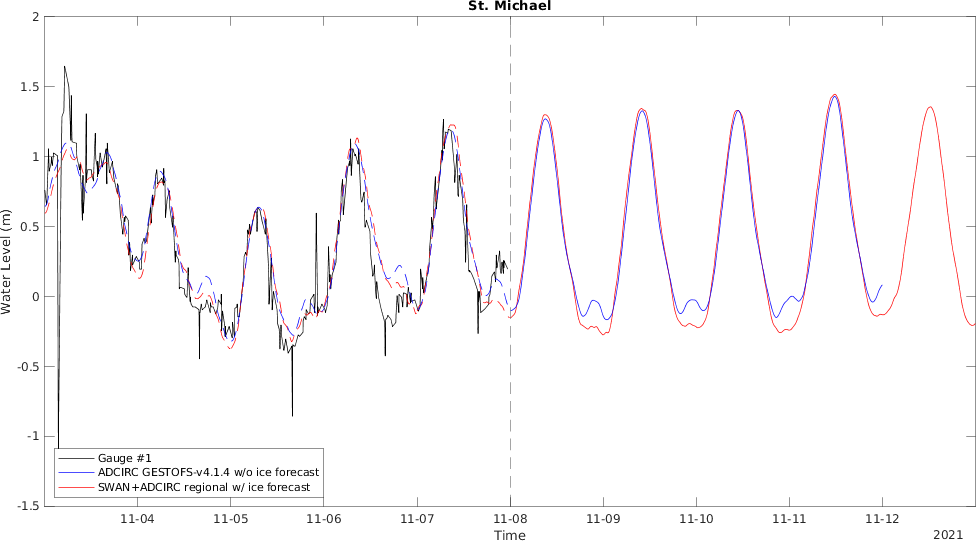 St. Michael
2
1.5
1
0.5
0
-0.5
-1
-1.5
Water Level (m)
Gauge #1
ADCIRC GESTOFS-v4.1.4 w/o ice forecast
SWAN+ADCIRC regional w/ ice forecast
11-04 11-05 11-06 11-07 11-08 11-09 11-10 11-11 11-12
Time
2021